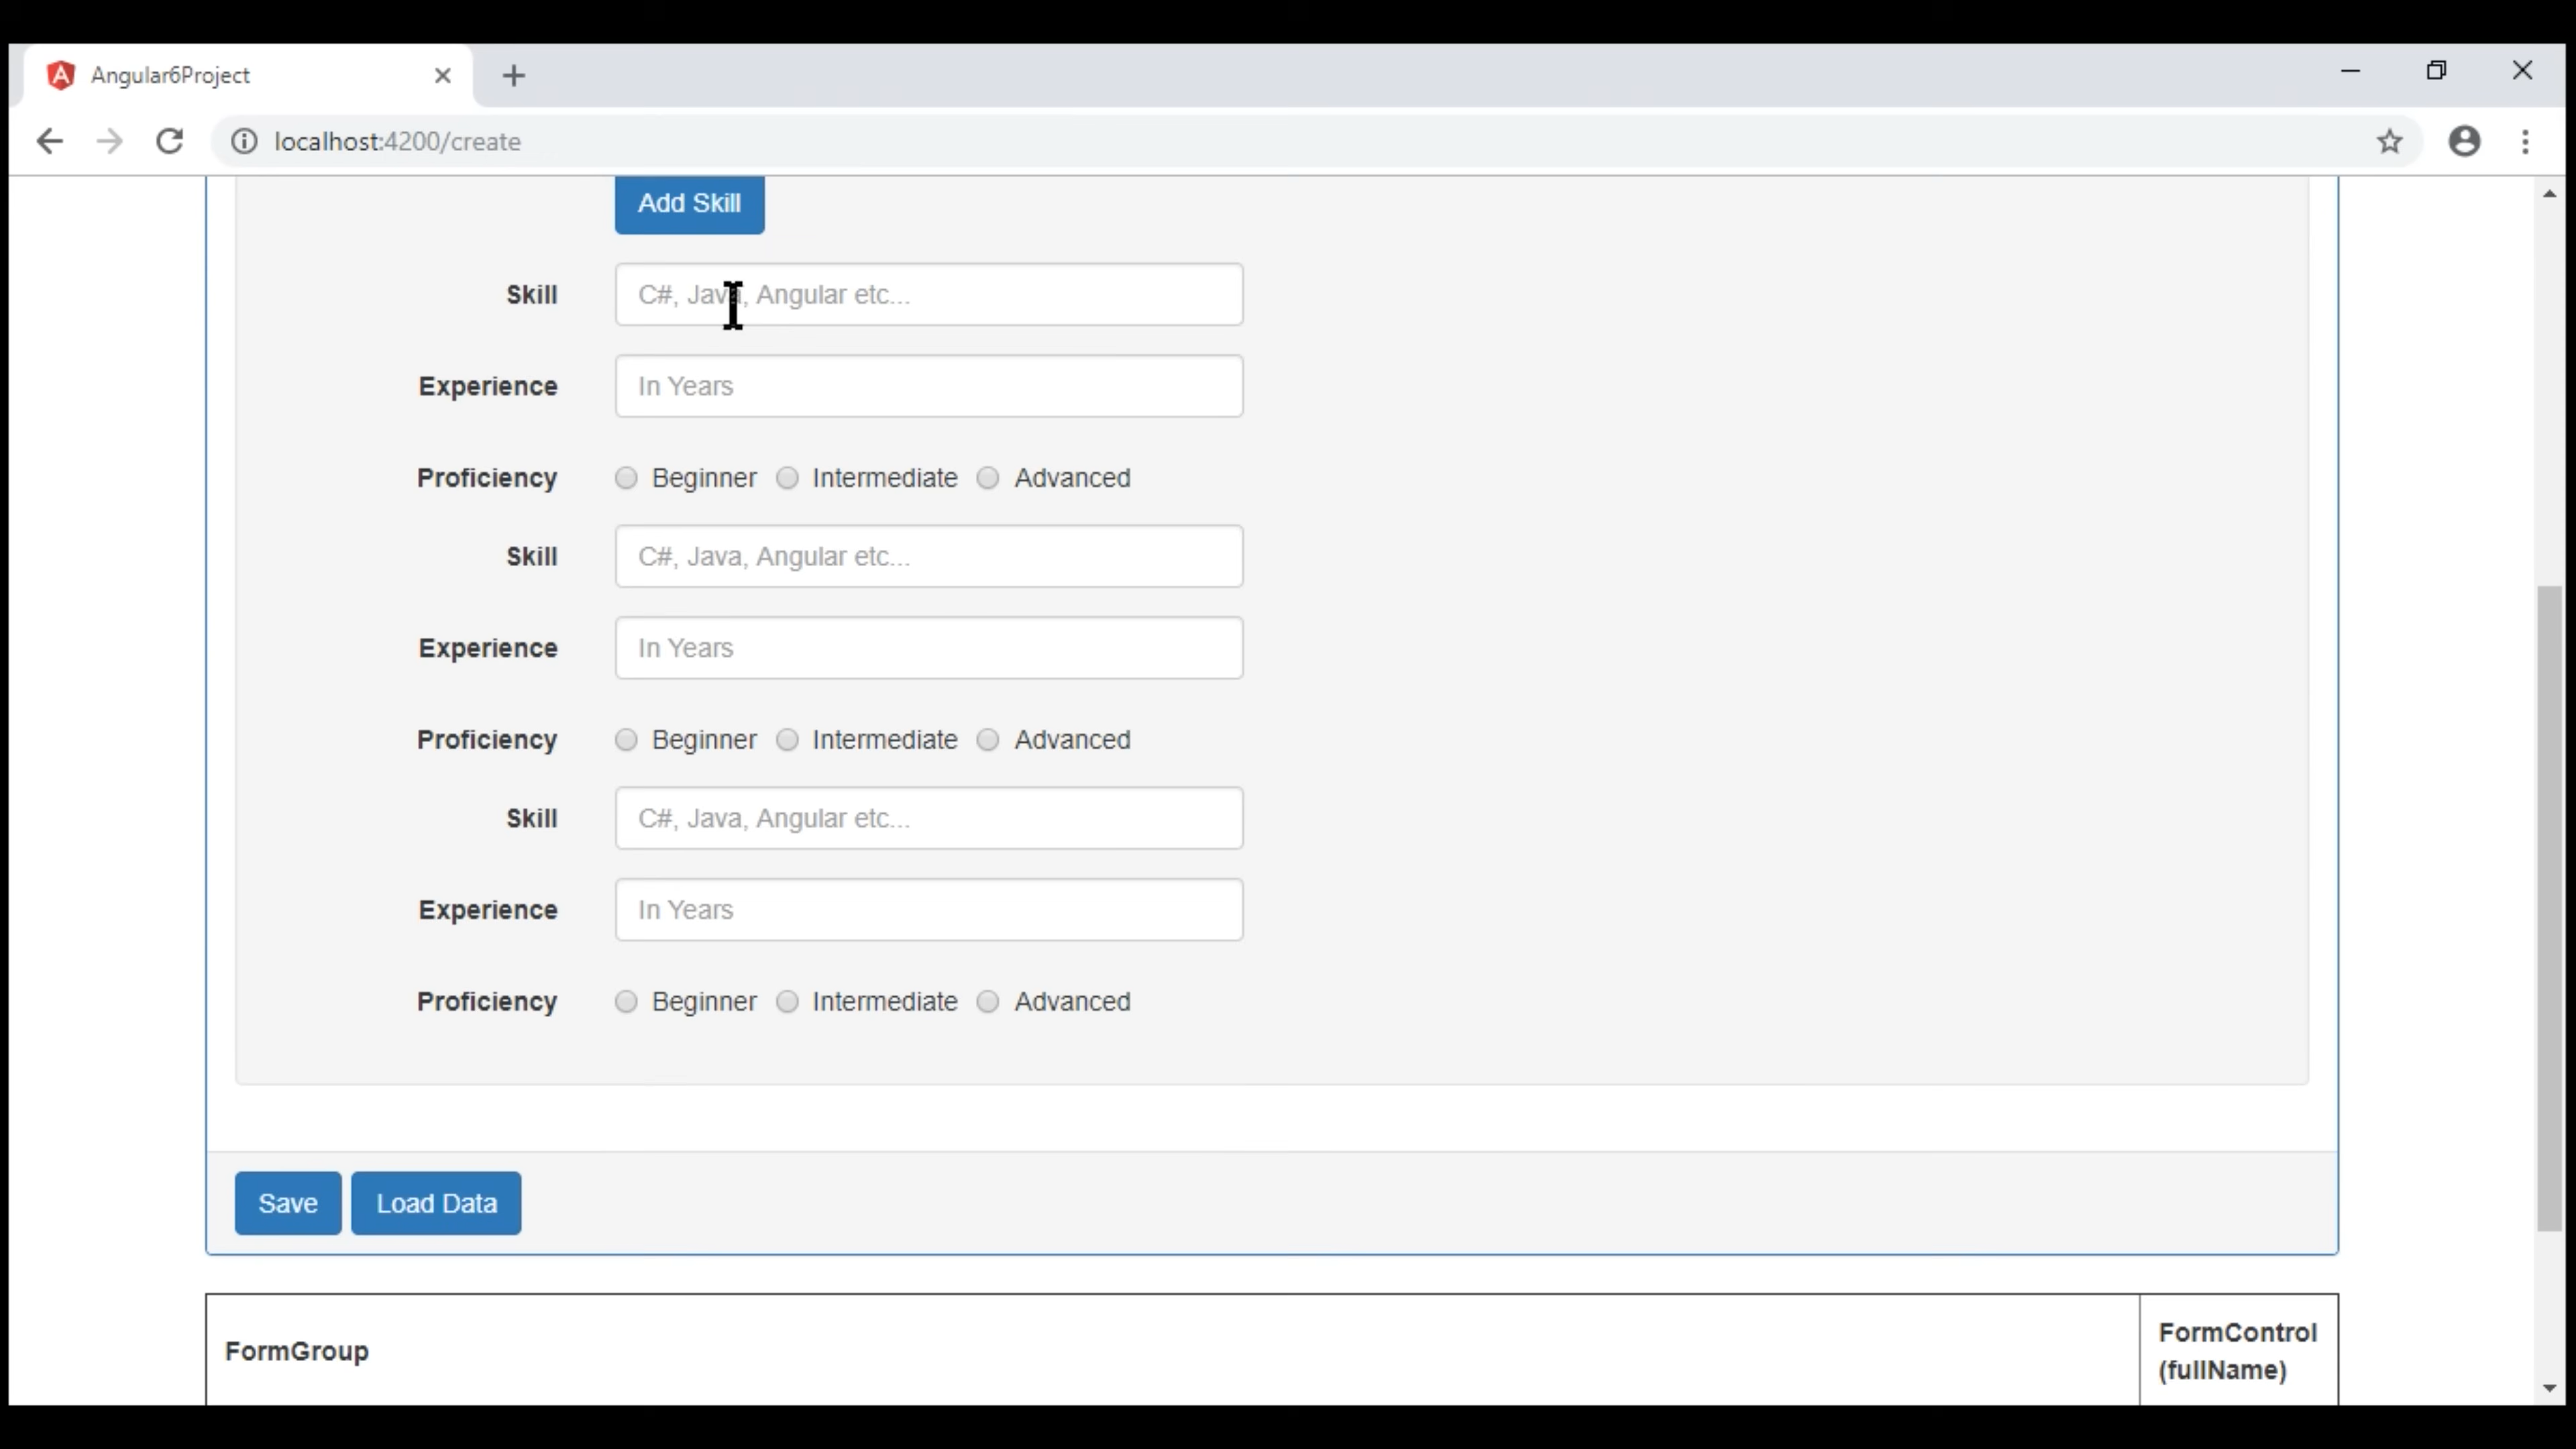 Angular6Project
localhost:4200/create
Add Skill
Skill C#, Java, Angular etc...
Experience In Years
Proficiency Beginner Intermediate Advanced
Skill C#, Java, Angular etc...
Experience In Years
Proficiency Beginner Intermediate Advanced
Skill C#, Java, Angular etc...
Experience In Years
Proficiency Beginner Intermediate Advanced
Save Load Data
FormGroup
FormControl
(fullName)